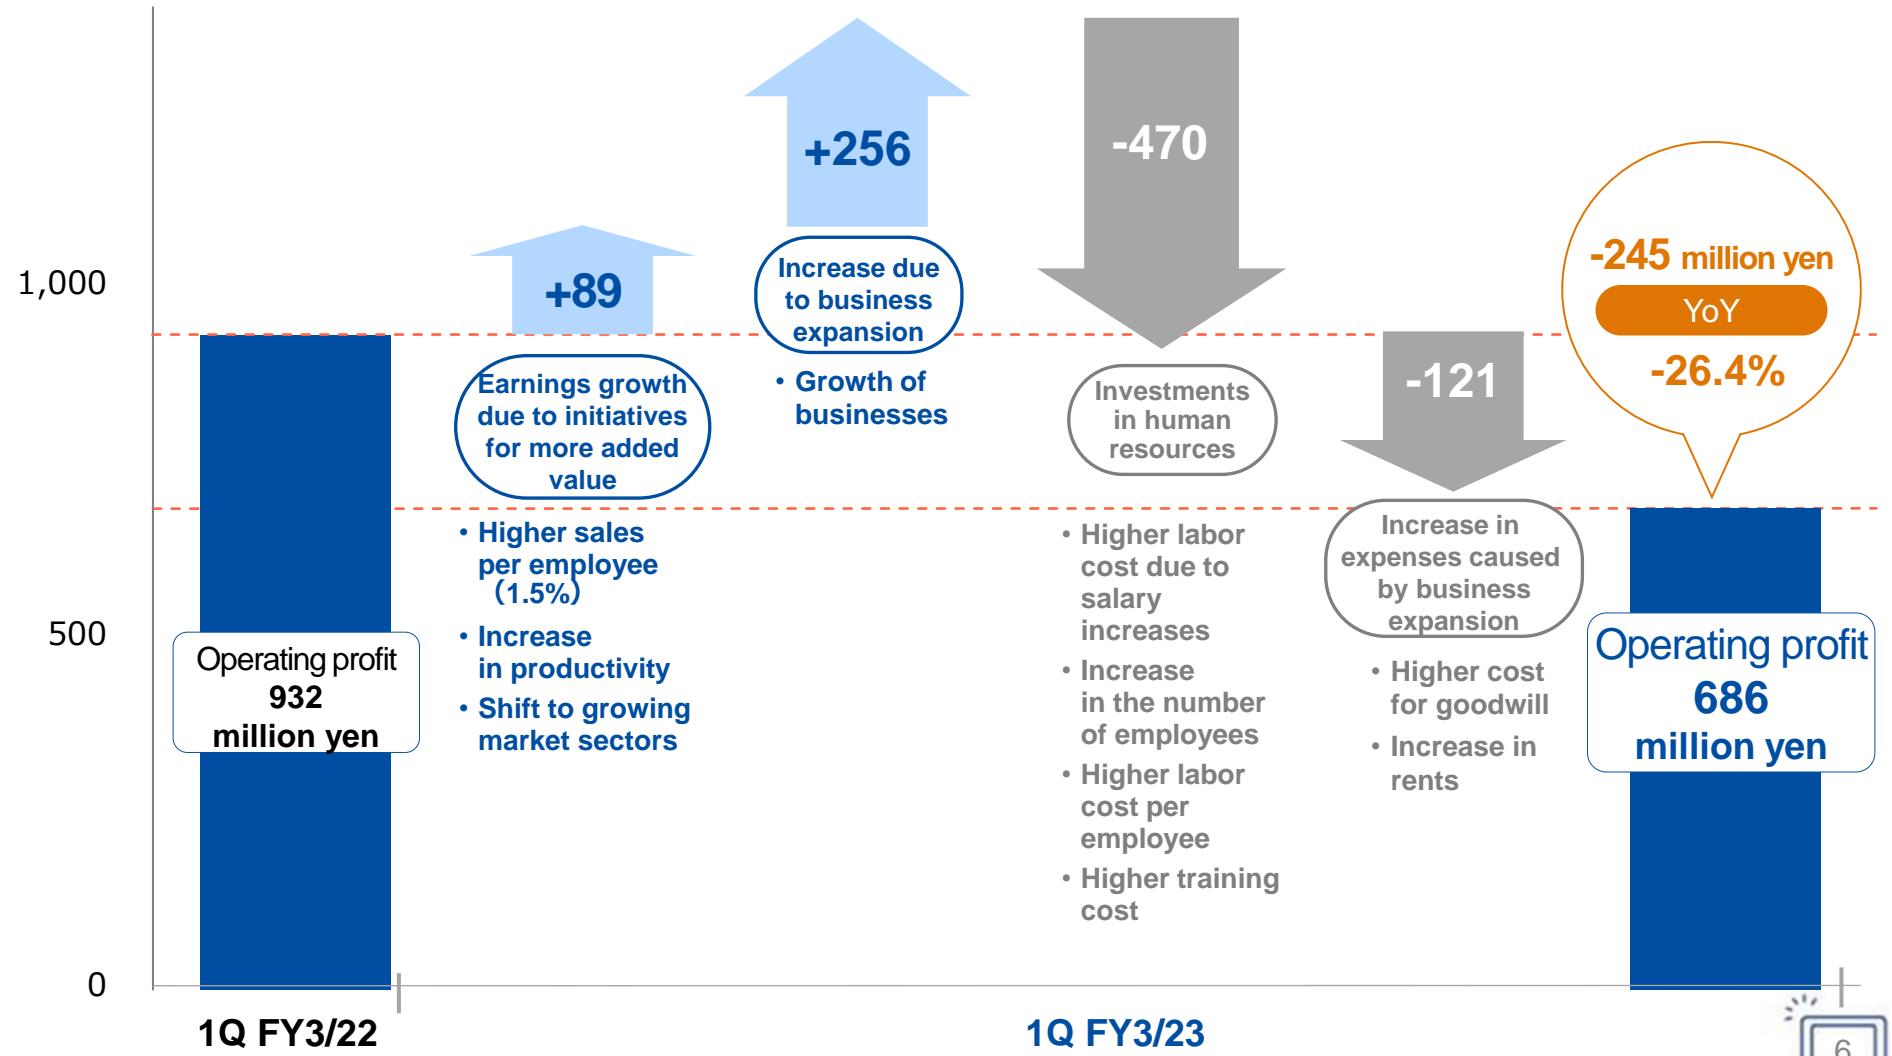 1,000
500
0
Operating profit
932
million yen
+89
Earnings growth
due to initiatives
for more added
value
• Higher sales
per employee
（1.5%）
• Increase
in productivity
• Shift to growing
market sectors
+256
Increase due
to business
expansion
• Growth of
businesses
-470
Investments
in human
resources
• Higher labor
cost due to
salary
increases
• Increase
in the number
of employees
• Higher labor
cost per
employee
• Higher training
cost
-121
Increase in
expenses caused
by business
expansion
• Higher cost
for goodwill
• Increase in
rents
-245 million yen
YoY
-26.4%
Operating profit
686
million yen
1Q FY3/22
1Q FY3/23
6